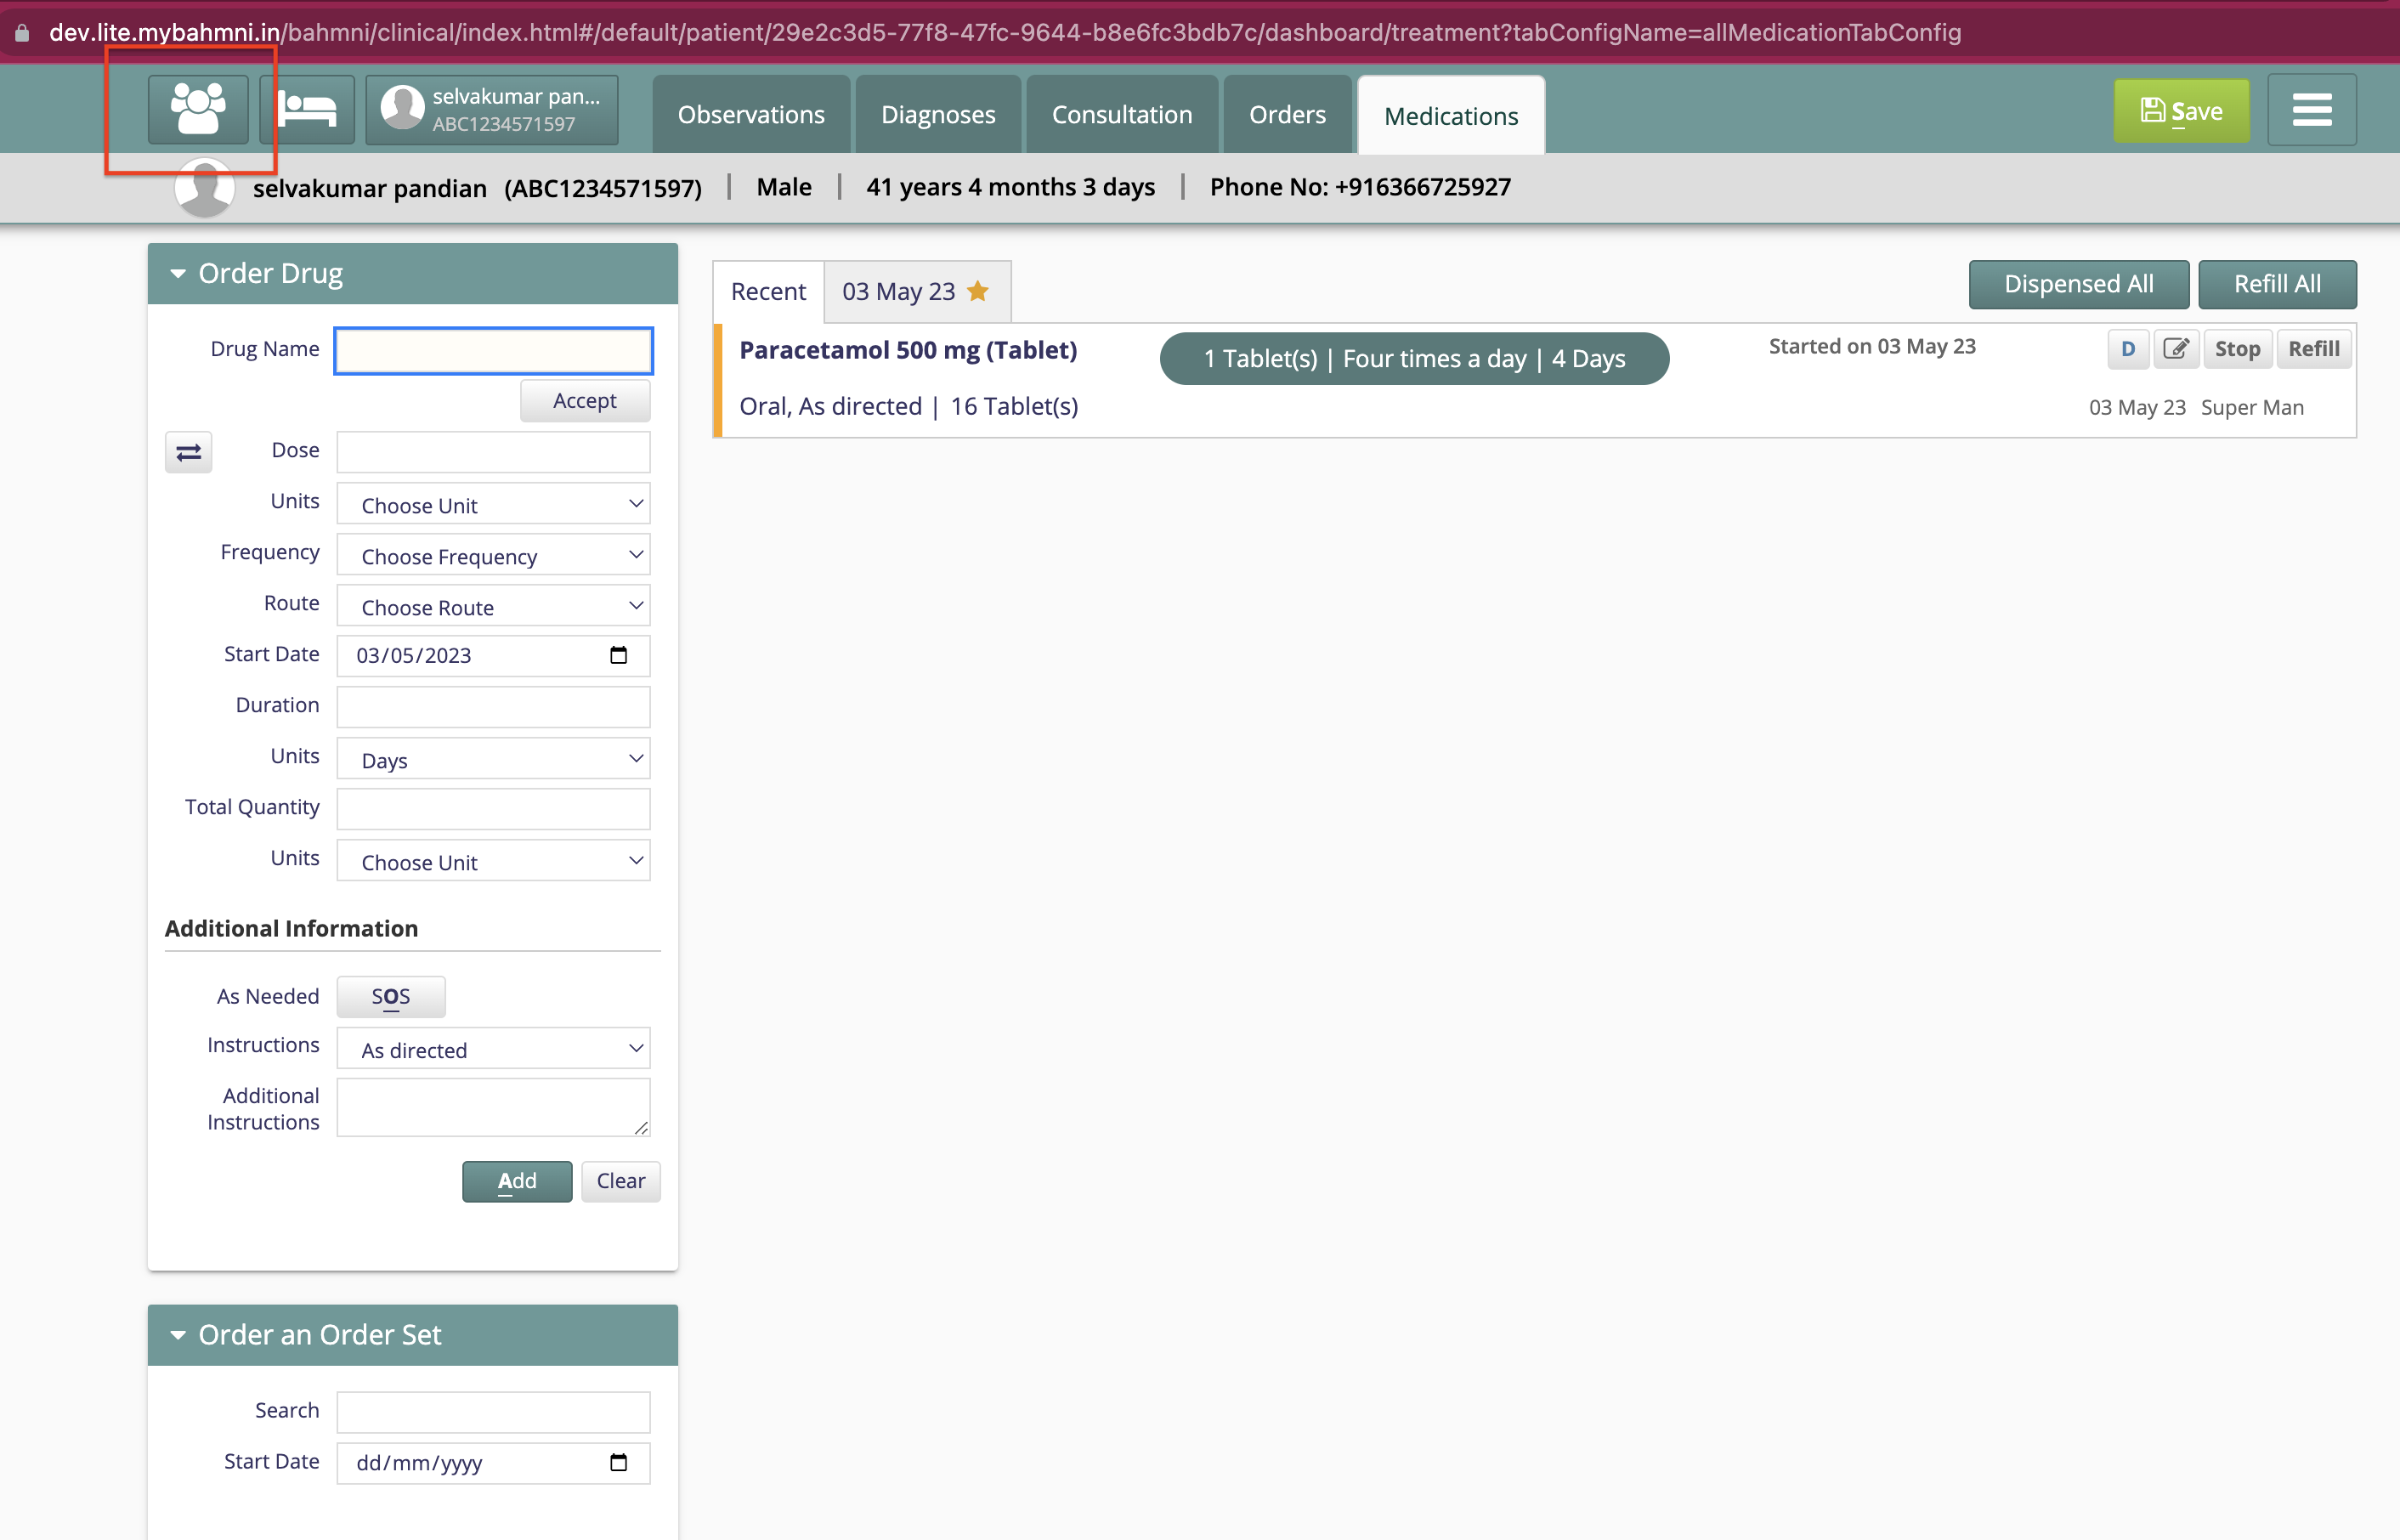 dev.lite.mybahmni.in/bahmni/clinical/index.html#/default/patient/29e2c3d5-77f8-47fc-9644-b8e6fc3bdb7c/dashboard/treatment?tabConfigName=allMedicationTabConfig
selvakumar pan...
ABC1234571597
Observations
Diagnoses
Consultation
Orders
Medications
Save
selvakumar pandian (ABC1234571597) | Male | 41 years 4 months 3 days | Phone No: +916366725927
Order Drug
Drug Name
Accept
Dose
Units Choose Unit
Frequency Choose Frequency
Route Choose Route
Start Date 03/05/2023
Duration
Units Days
Total Quantity
Units Choose Unit
Additional Information
As Needed SOS
Instructions As directed
Additional
Instructions
Add Clear
Order an Order Set
Search
Start Date dd/mm/yyyy
Recent 03 May 23
Dispensed All Refill All
Paracetamol 500 mg (Tablet) 1 Tablet(s) | Four times a day | 4 Days Started on 03 May 23 D Stop Refill
Oral, As directed | 16 Tablet(s) 03 May 23 Super Man